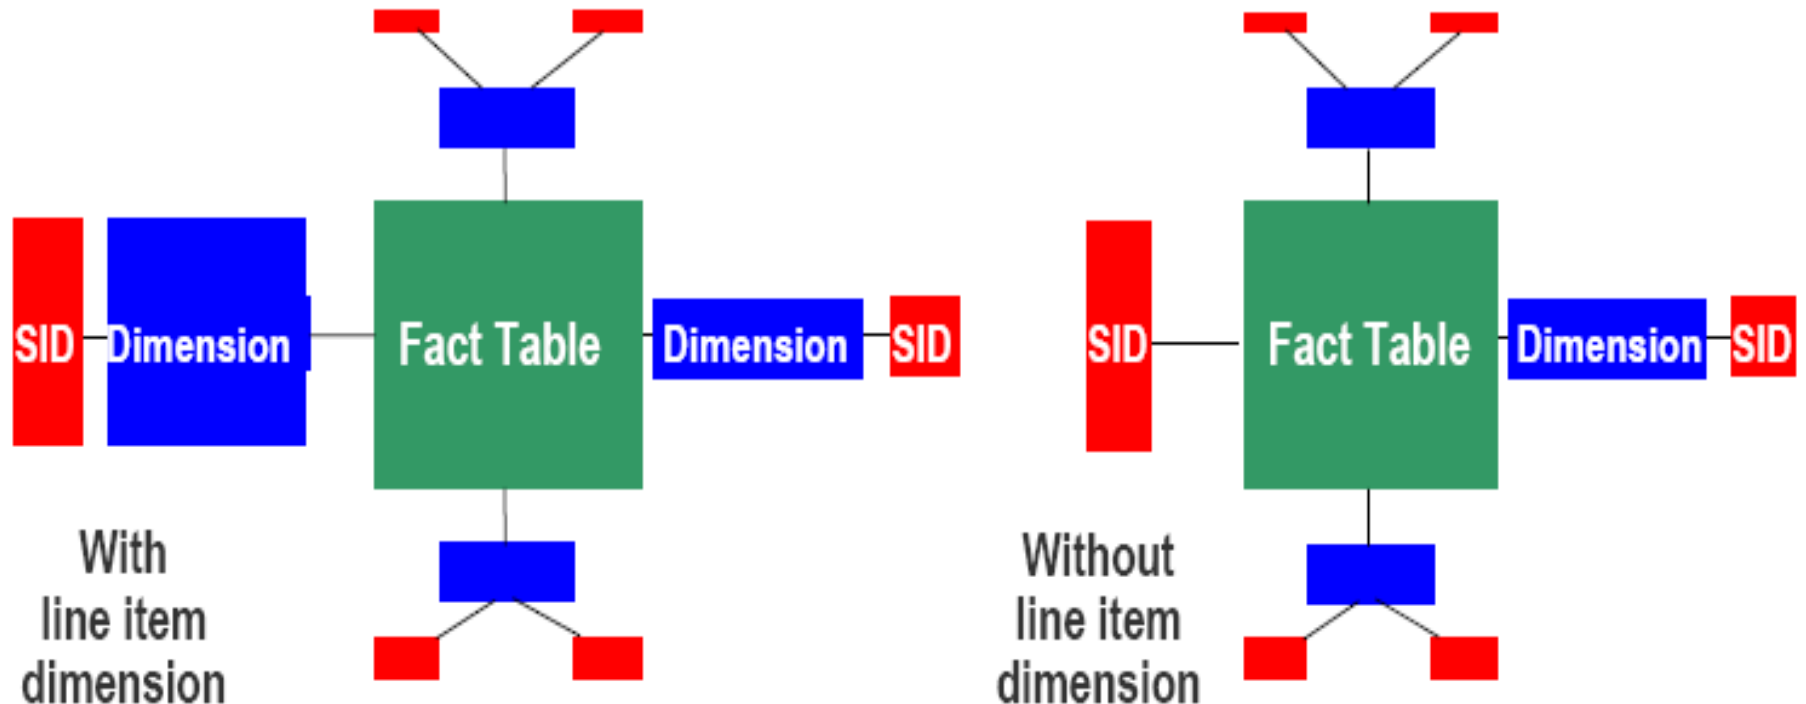 SID
Dimension
Fact Table
Dimension
SID
With
line item
dimension
SID
Fact Table
Dimension
SID
Without
line item
dimension